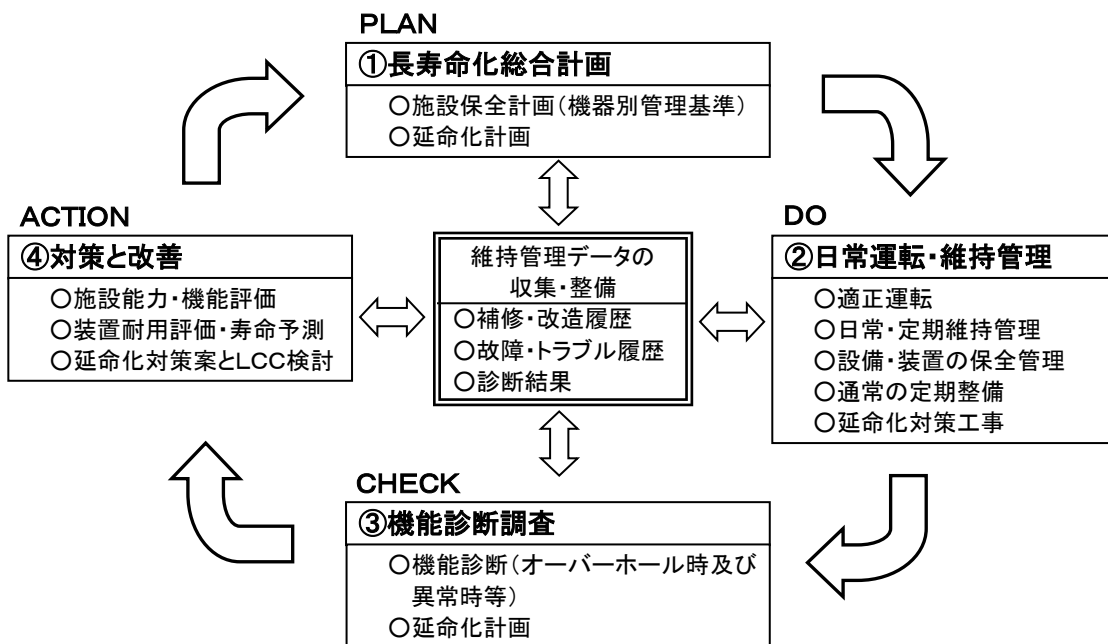 PLAN
①長寿命化総合計画
○施設保全計画(機器別管理基準)
○延命化計画
ACTION
④対策と改善
○施設能力・機能評価
○装置耐用評価・寿命予測
○延命化対策案とLCC検討
維持管理データの
収集・整備
○補修・改造履歴
○故障・トラブル履歴
○診断結果
DO
②日常運転・維持管理
○適正運転
○日常・定期維持管理
○設備・装置の保全管理
○通常の定期整備
○延命化対策工事
CHECK
③機能診断調査
○機能診断(オーバーホール時及び
異常時等)
○延命化計画